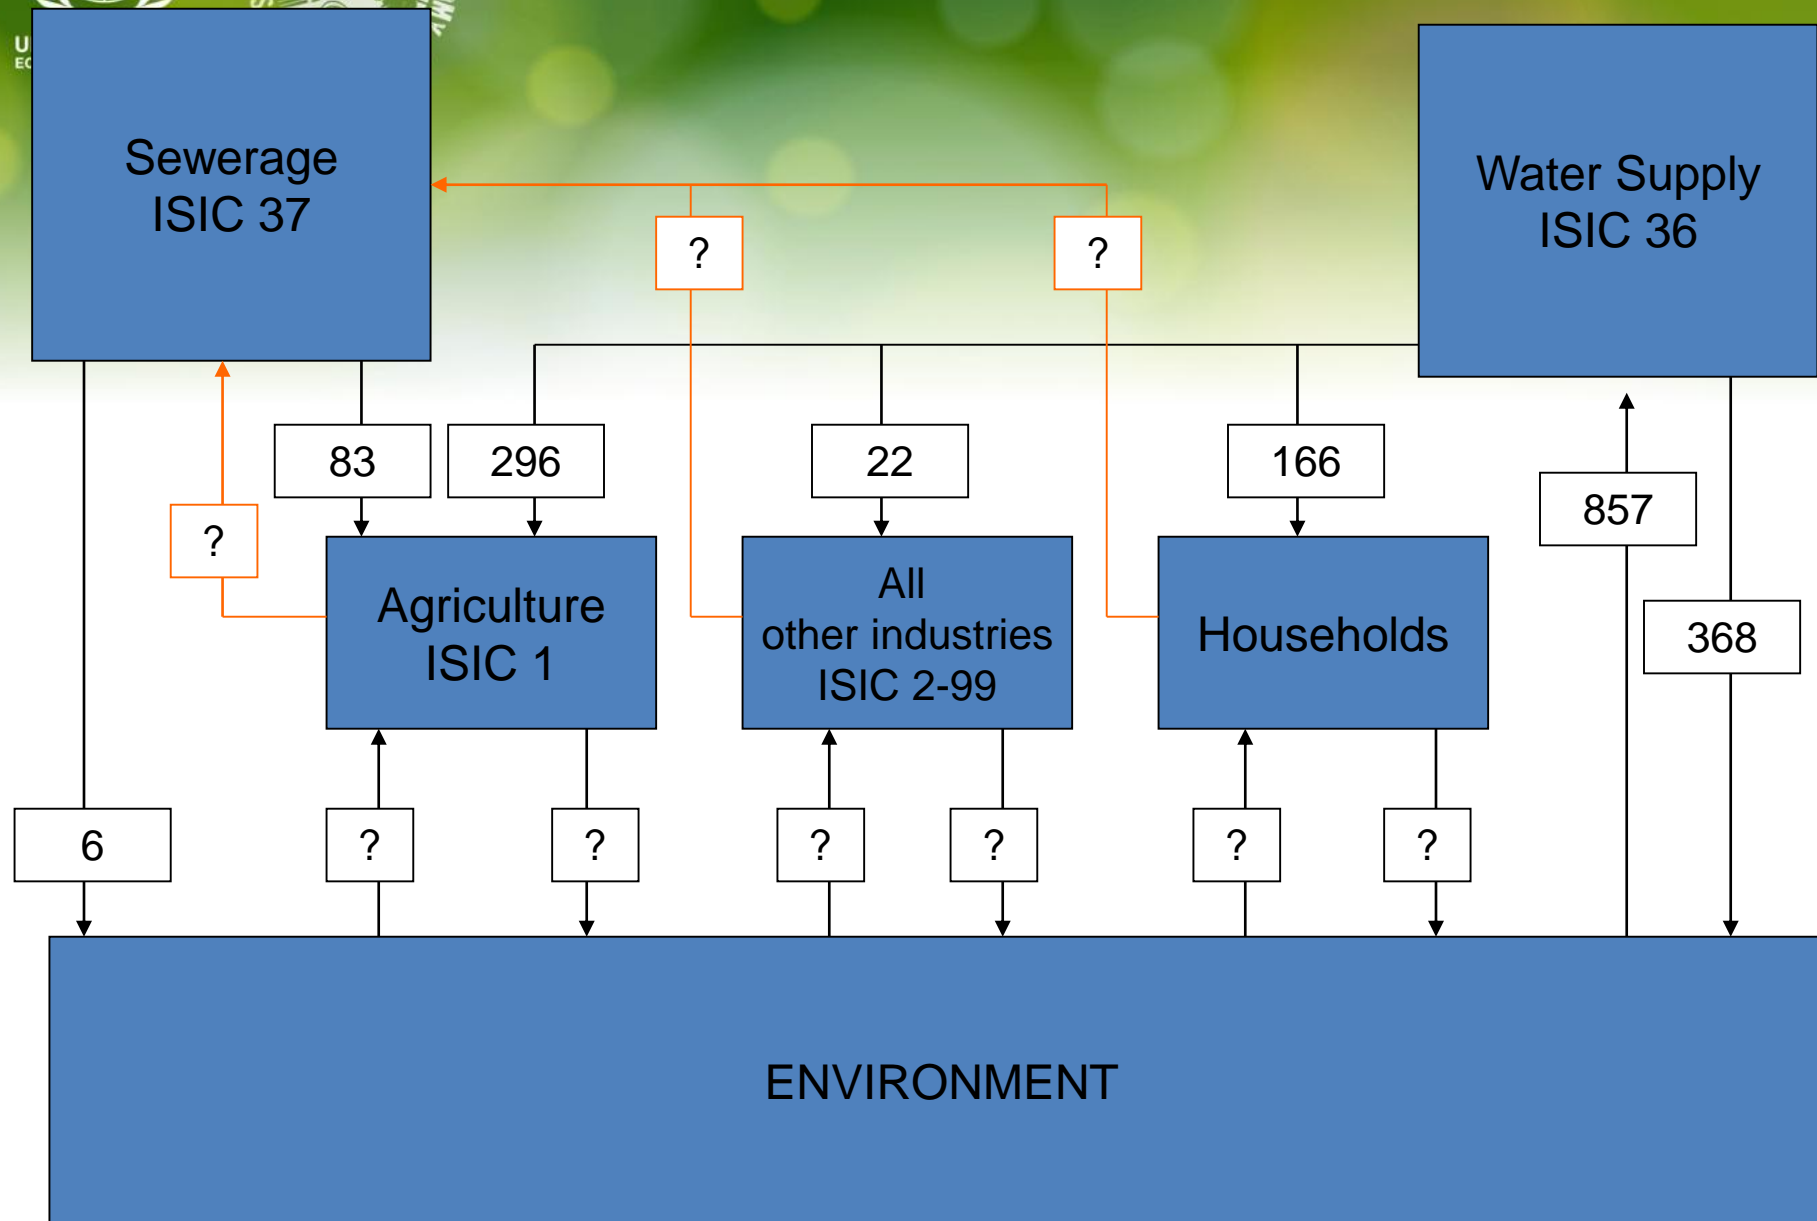 Sewerage
ISIC 37
Water Supply
ISIC 36
?
?
83
296
22
166
857
?
368
Agriculture
ISIC 1
All
other industries
ISIC 2-99
Households
6
?
?
?
?
?
?
ENVIRONMENT